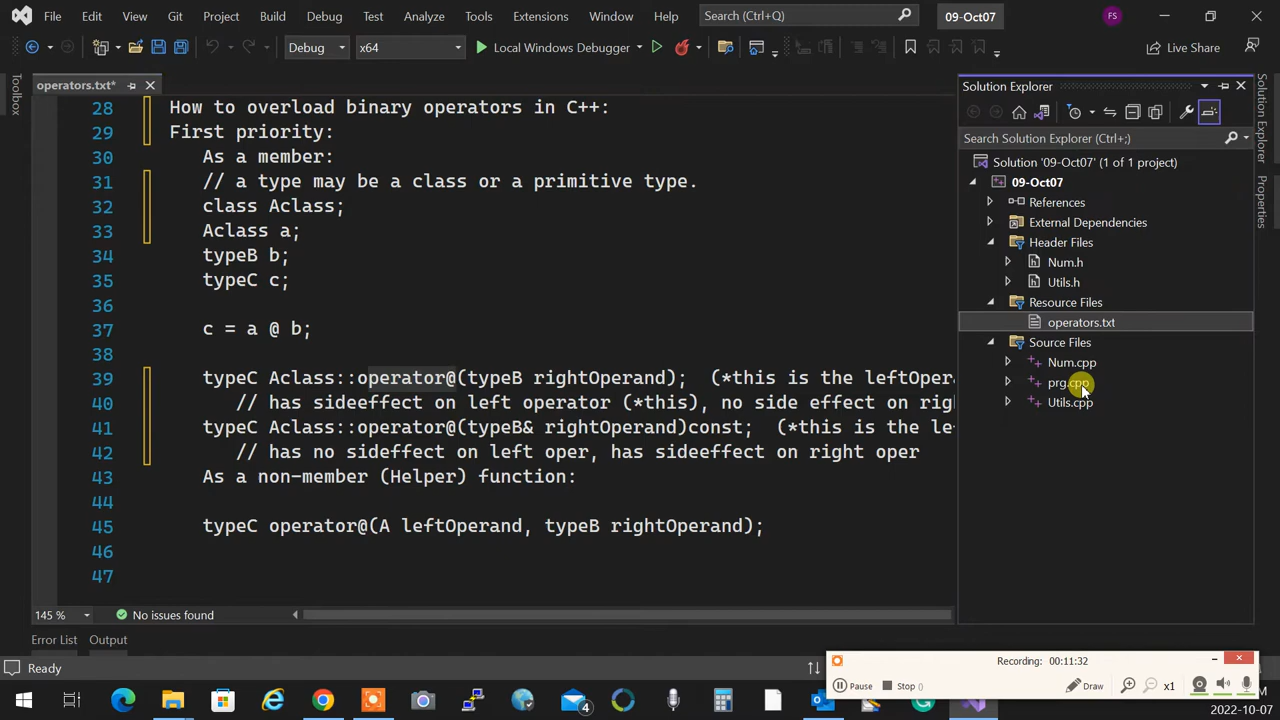 File Edit View Git Project Build Debug Test Analyze Tools Extensions Window Help Search (Ctrl+Q) 09-Oct07 FS
Debug x64 Local Windows Debugger Live Share
Toolbox
operators.txt*
28 How to overload binary operators in C++:
29 First priority:
30 As a member:
31 // a type may be a class or a primitive type.
32 class Aclass;
33 Aclass a;
34 typeB b;
35 typeC c;
36
37 c = a @ b;
38
39 typeC Aclass::operator@(typeB rightOperand); (*this is the leftOpera
40 // has sideeffect on left operator (*this), no side effect on rig
41 typeC Aclass::operator@(typeB& rightOperand)const; (*this is the le
42 // has no sideffect on left oper, has sideeffect on right oper
43 As a non-member (Helper) function:
44
45 typeC operator@(A leftOperand, typeB rightOperand);
46
47
145 % No issues found
Error List Output
Ready
Solution Explorer
Search Solution Explorer (Ctrl+;)
Solution '09-Oct07' (1 of 1 project)
09-Oct07
References
External Dependencies
Header Files
Num.h
Utils.h
Resource Files
operators.txt
Source Files
Num.cpp
prg.cpp
Utils.cpp
Solution Explorer
Properties
Recording: 00:11:32
Pause Stop () Draw x1
4
2022-10-07